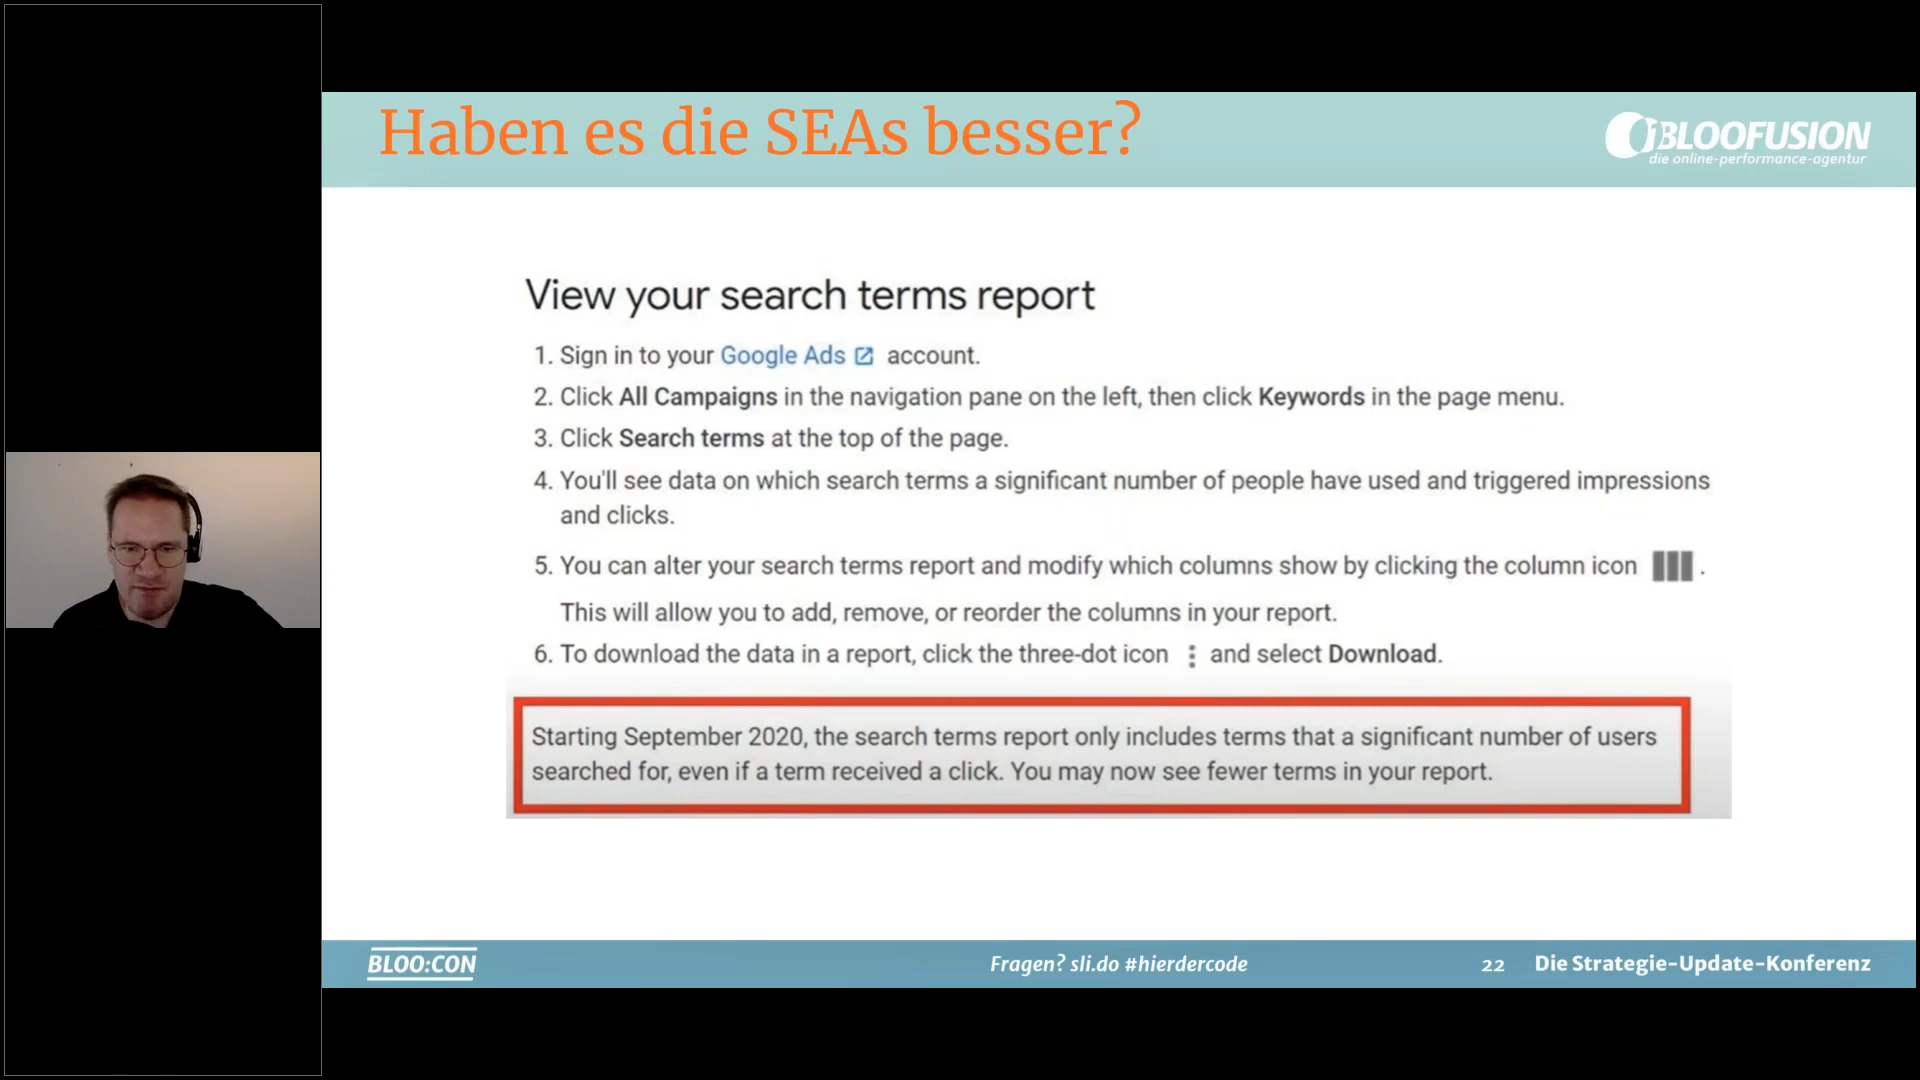 Haben es die SEAs besser?
BLOOFUSION
die online-performance-agentur
View your search terms report
1. Sign in to your Google Ads account.
2. Click All Campaigns in the navigation pane on the left, then click Keywords in the page menu.
3. Click Search terms at the top of the page.
4. You'll see data on which search terms a significant number of people have used and triggered impressions
and clicks.
5. You can alter your search terms report and modify which columns show by clicking the column icon .
This will allow you to add, remove, or reorder the columns in your report.
6. To download the data in a report, click the three-dot icon and select Download.
Starting September 2020, the search terms report only includes terms that a significant number of users
searched for, even if a term received a click. You may now see fewer terms in your report.
BLOO:CON
Fragen? sli.do #hierdercode
22
Die Strategie-Update-Konferenz